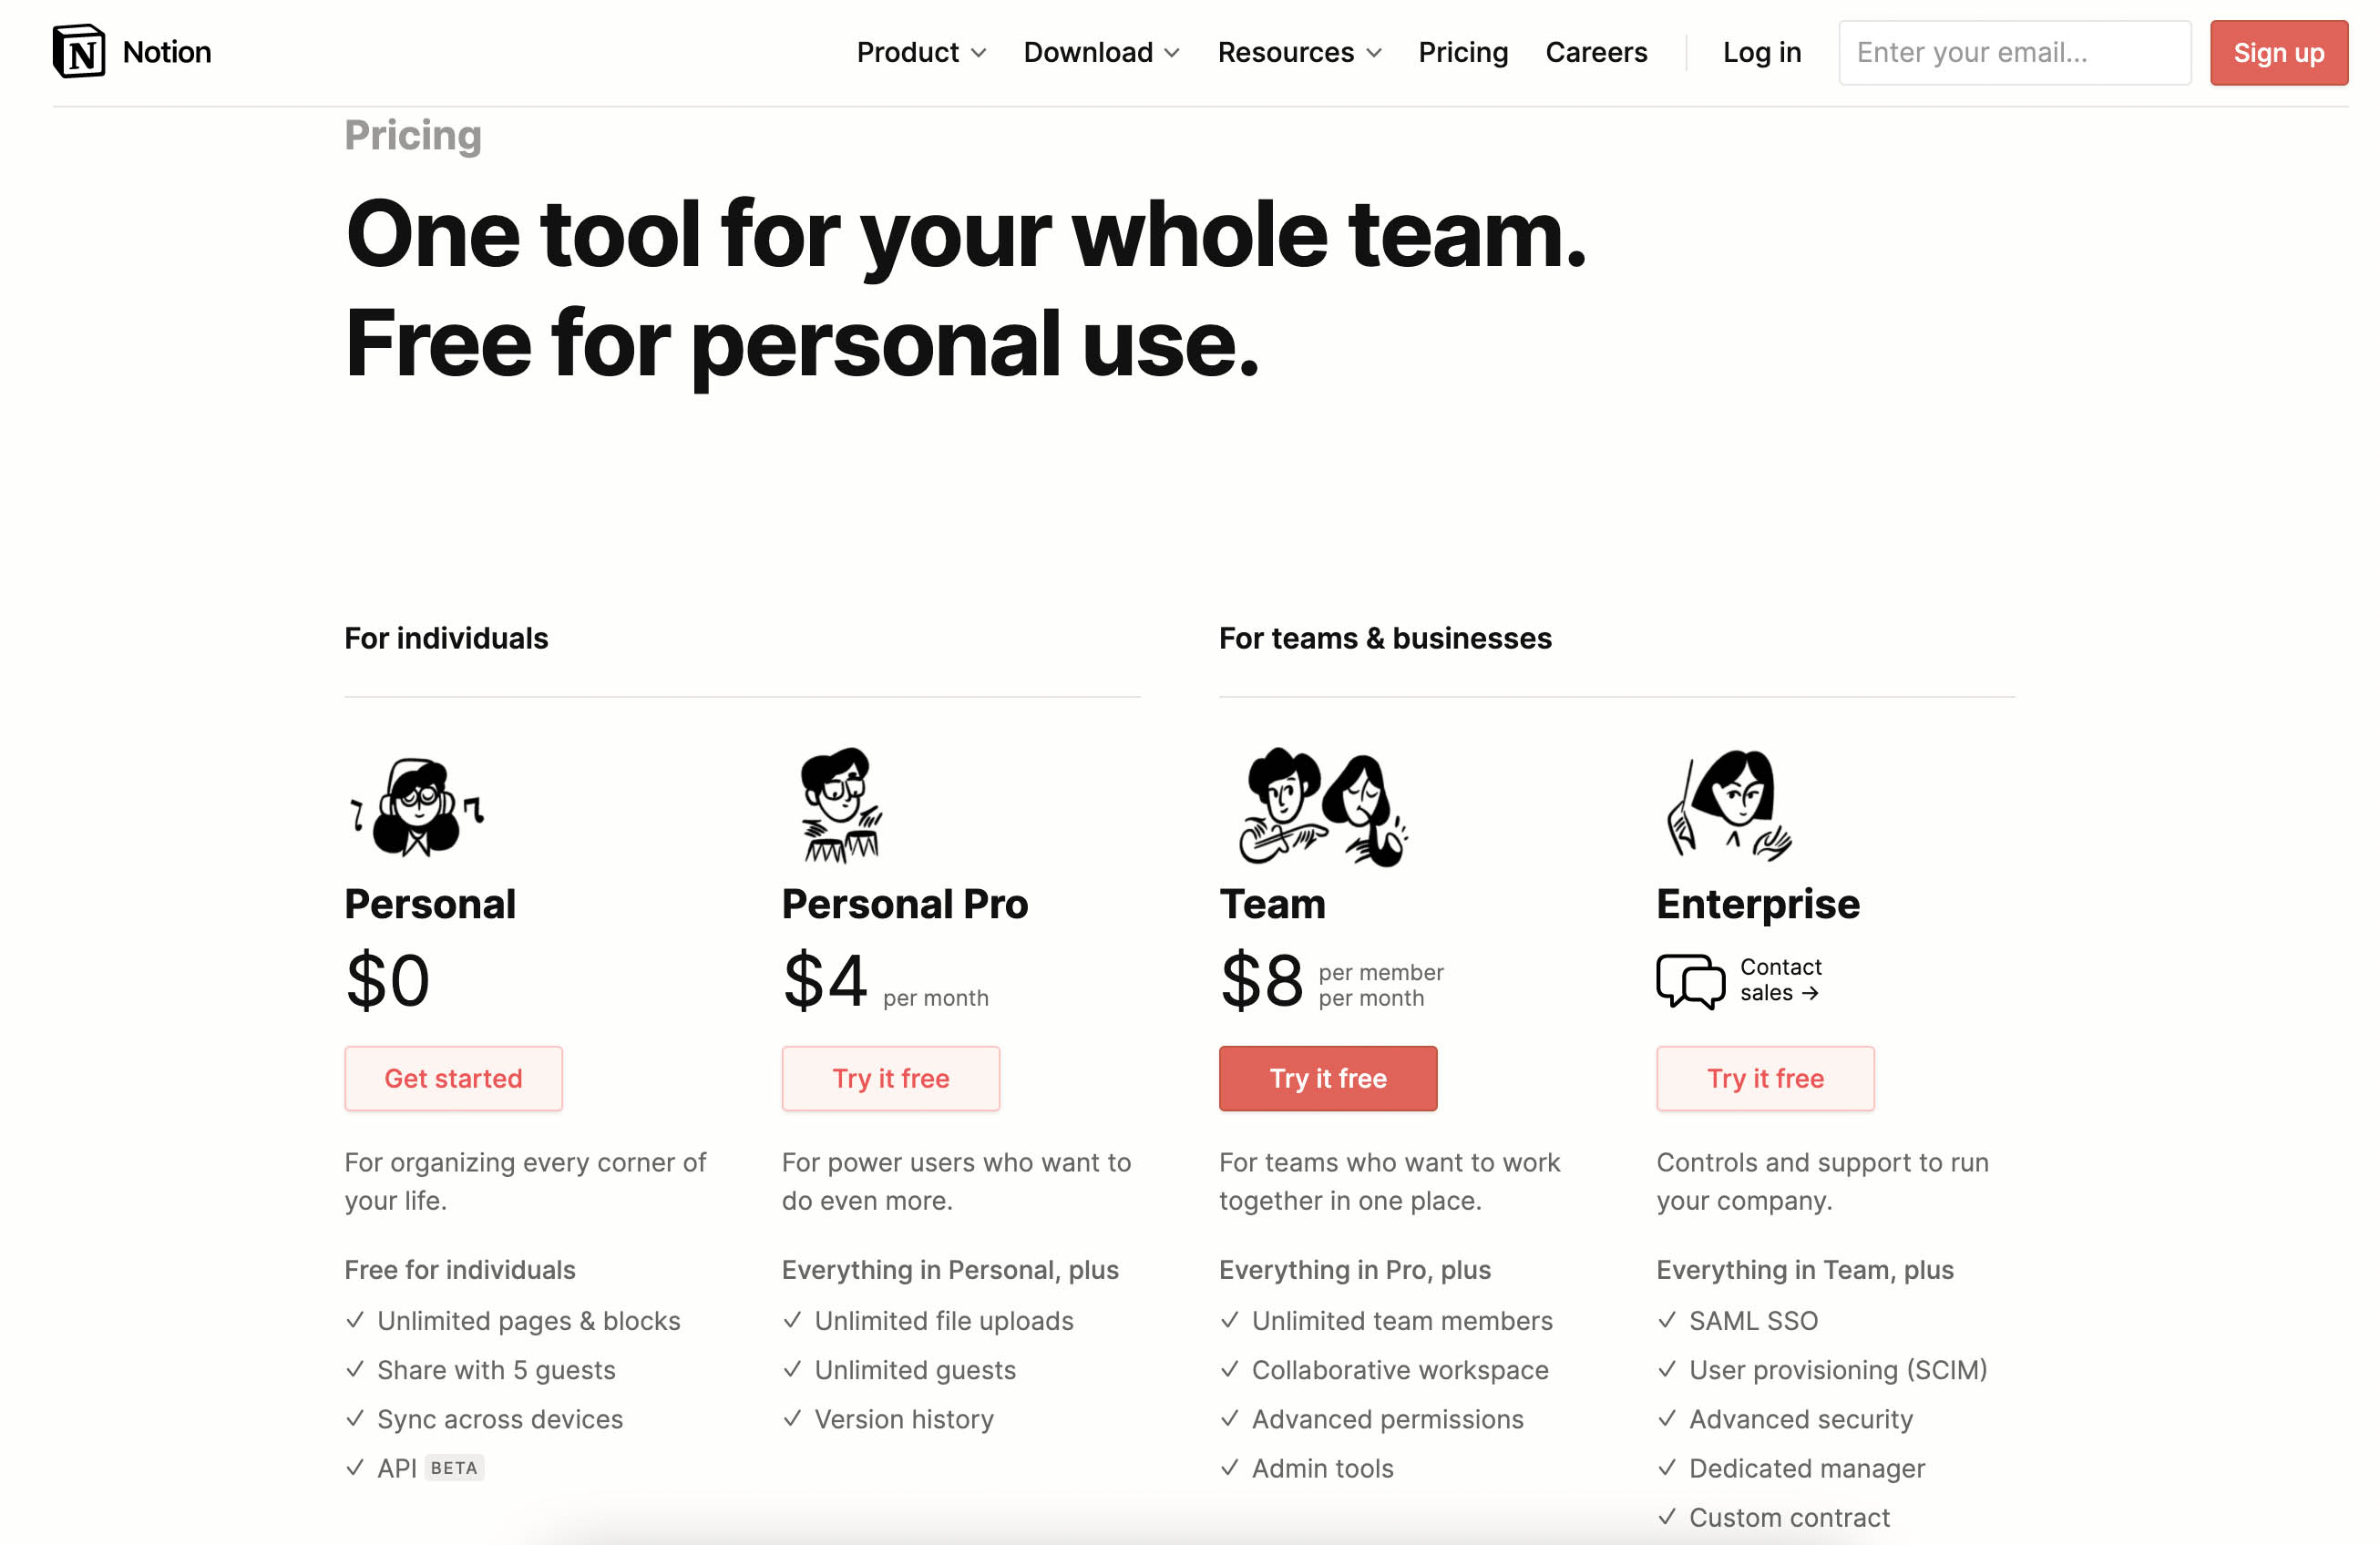 Notion
Product
Download
Resources
Pricing
Careers
Log in
Enter your email...
Sign up
Pricing
One tool for your whole team.
Free for personal use.
For individuals
For teams & businesses
Personal
$0
Get started
For organizing every corner of
your life.
Free for individuals
✓ Unlimited pages & blocks
✓ Share with 5 guests
✓ Sync across devices
✓ API BETA
Personal Pro
$4 per month
Try it free
For power users who want to
do even more.
Everything in Personal, plus
✓ Unlimited file uploads
✓ Unlimited guests
✓ Version history
Team
$8 per member
per month
Try it free
For teams who want to work
together in one place.
Everything in Pro, plus
✓ Unlimited team members
✓ Collaborative workspace
✓ Advanced permissions
✓ Admin tools
Enterprise
Contact
sales →
Try it free
Controls and support to run
your company.
Everything in Team, plus
✓ SAML SSO
✓ User provisioning (SCIM)
✓ Advanced security
✓ Dedicated manager
✓ Custom contract